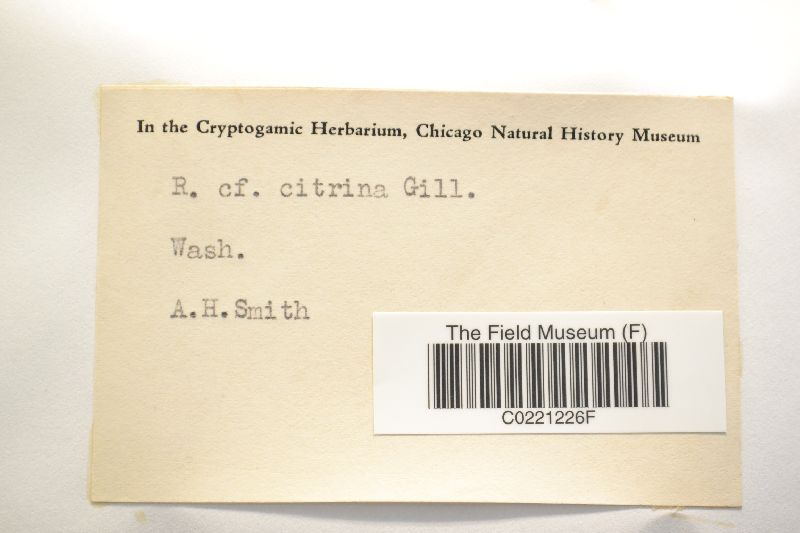 In the Cryptogamic Herbarium, Chicago Natural History Museum
R. cf. citrina Gill.
Wash.
A.H.Smith
The Field Museum (F)
C0221226F